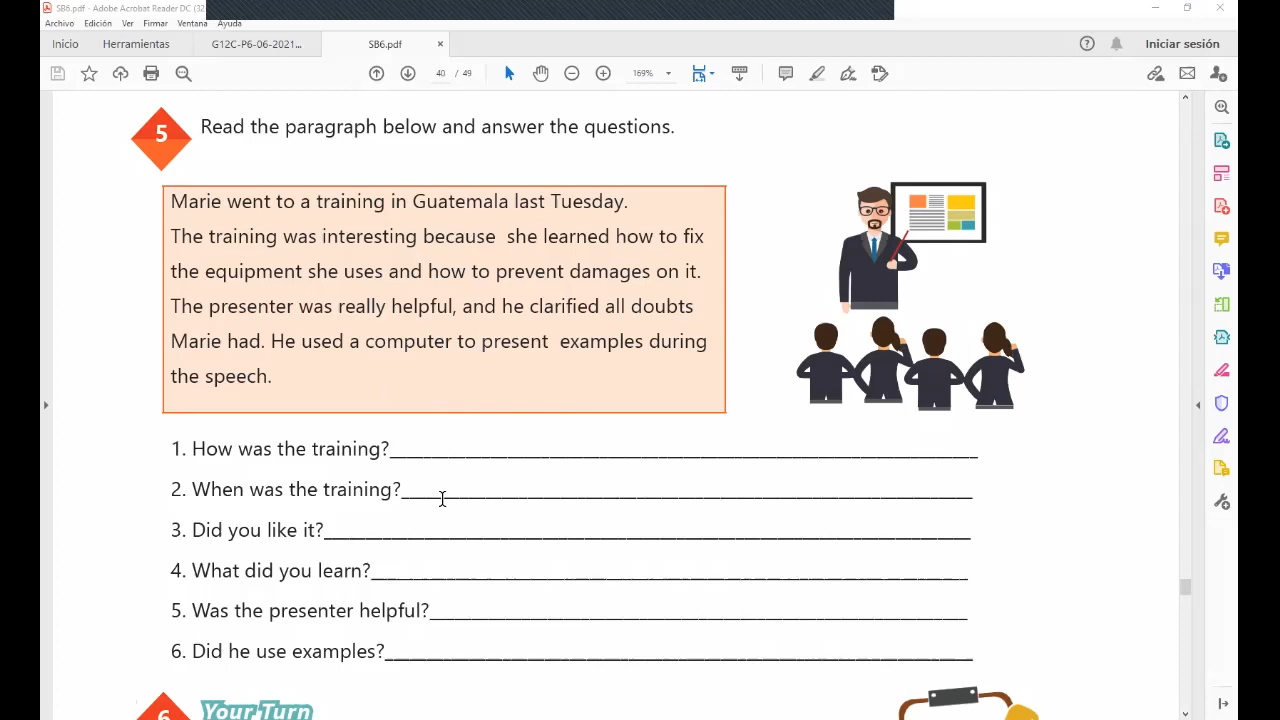 SB6.pdf - Adobe Acrobat Reader DC (32
Archivo Edición Ver Firmar Ventana Ayuda
Inicio Herramientas G12C-P6-06-2021... SB6.pdf × Iniciar sesión
40 / 49 169%
5 Read the paragraph below and answer the questions.
Marie went to a training in Guatemala last Tuesday.
The training was interesting because she learned how to fix
the equipment she uses and how to prevent damages on it.
The presenter was really helpful, and he clarified all doubts
Marie had. He used a computer to present examples during
the speech.
1. How was the training?
2. When was the training?
3. Did you like it?
4. What did you learn?
5. Was the presenter helpful?
6. Did he use examples?
6 Your Turn